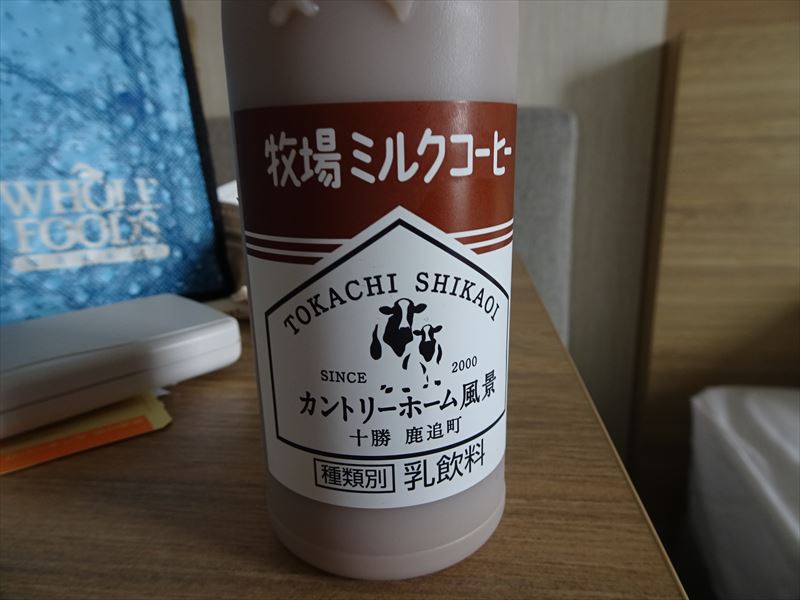 牧場ミルクコーヒー
TOKACHI SHIKAOI
SINCE 2000
カントリーホーム風景
十勝 鹿追町
種類別 乳飲料
WHOLE
FOODS